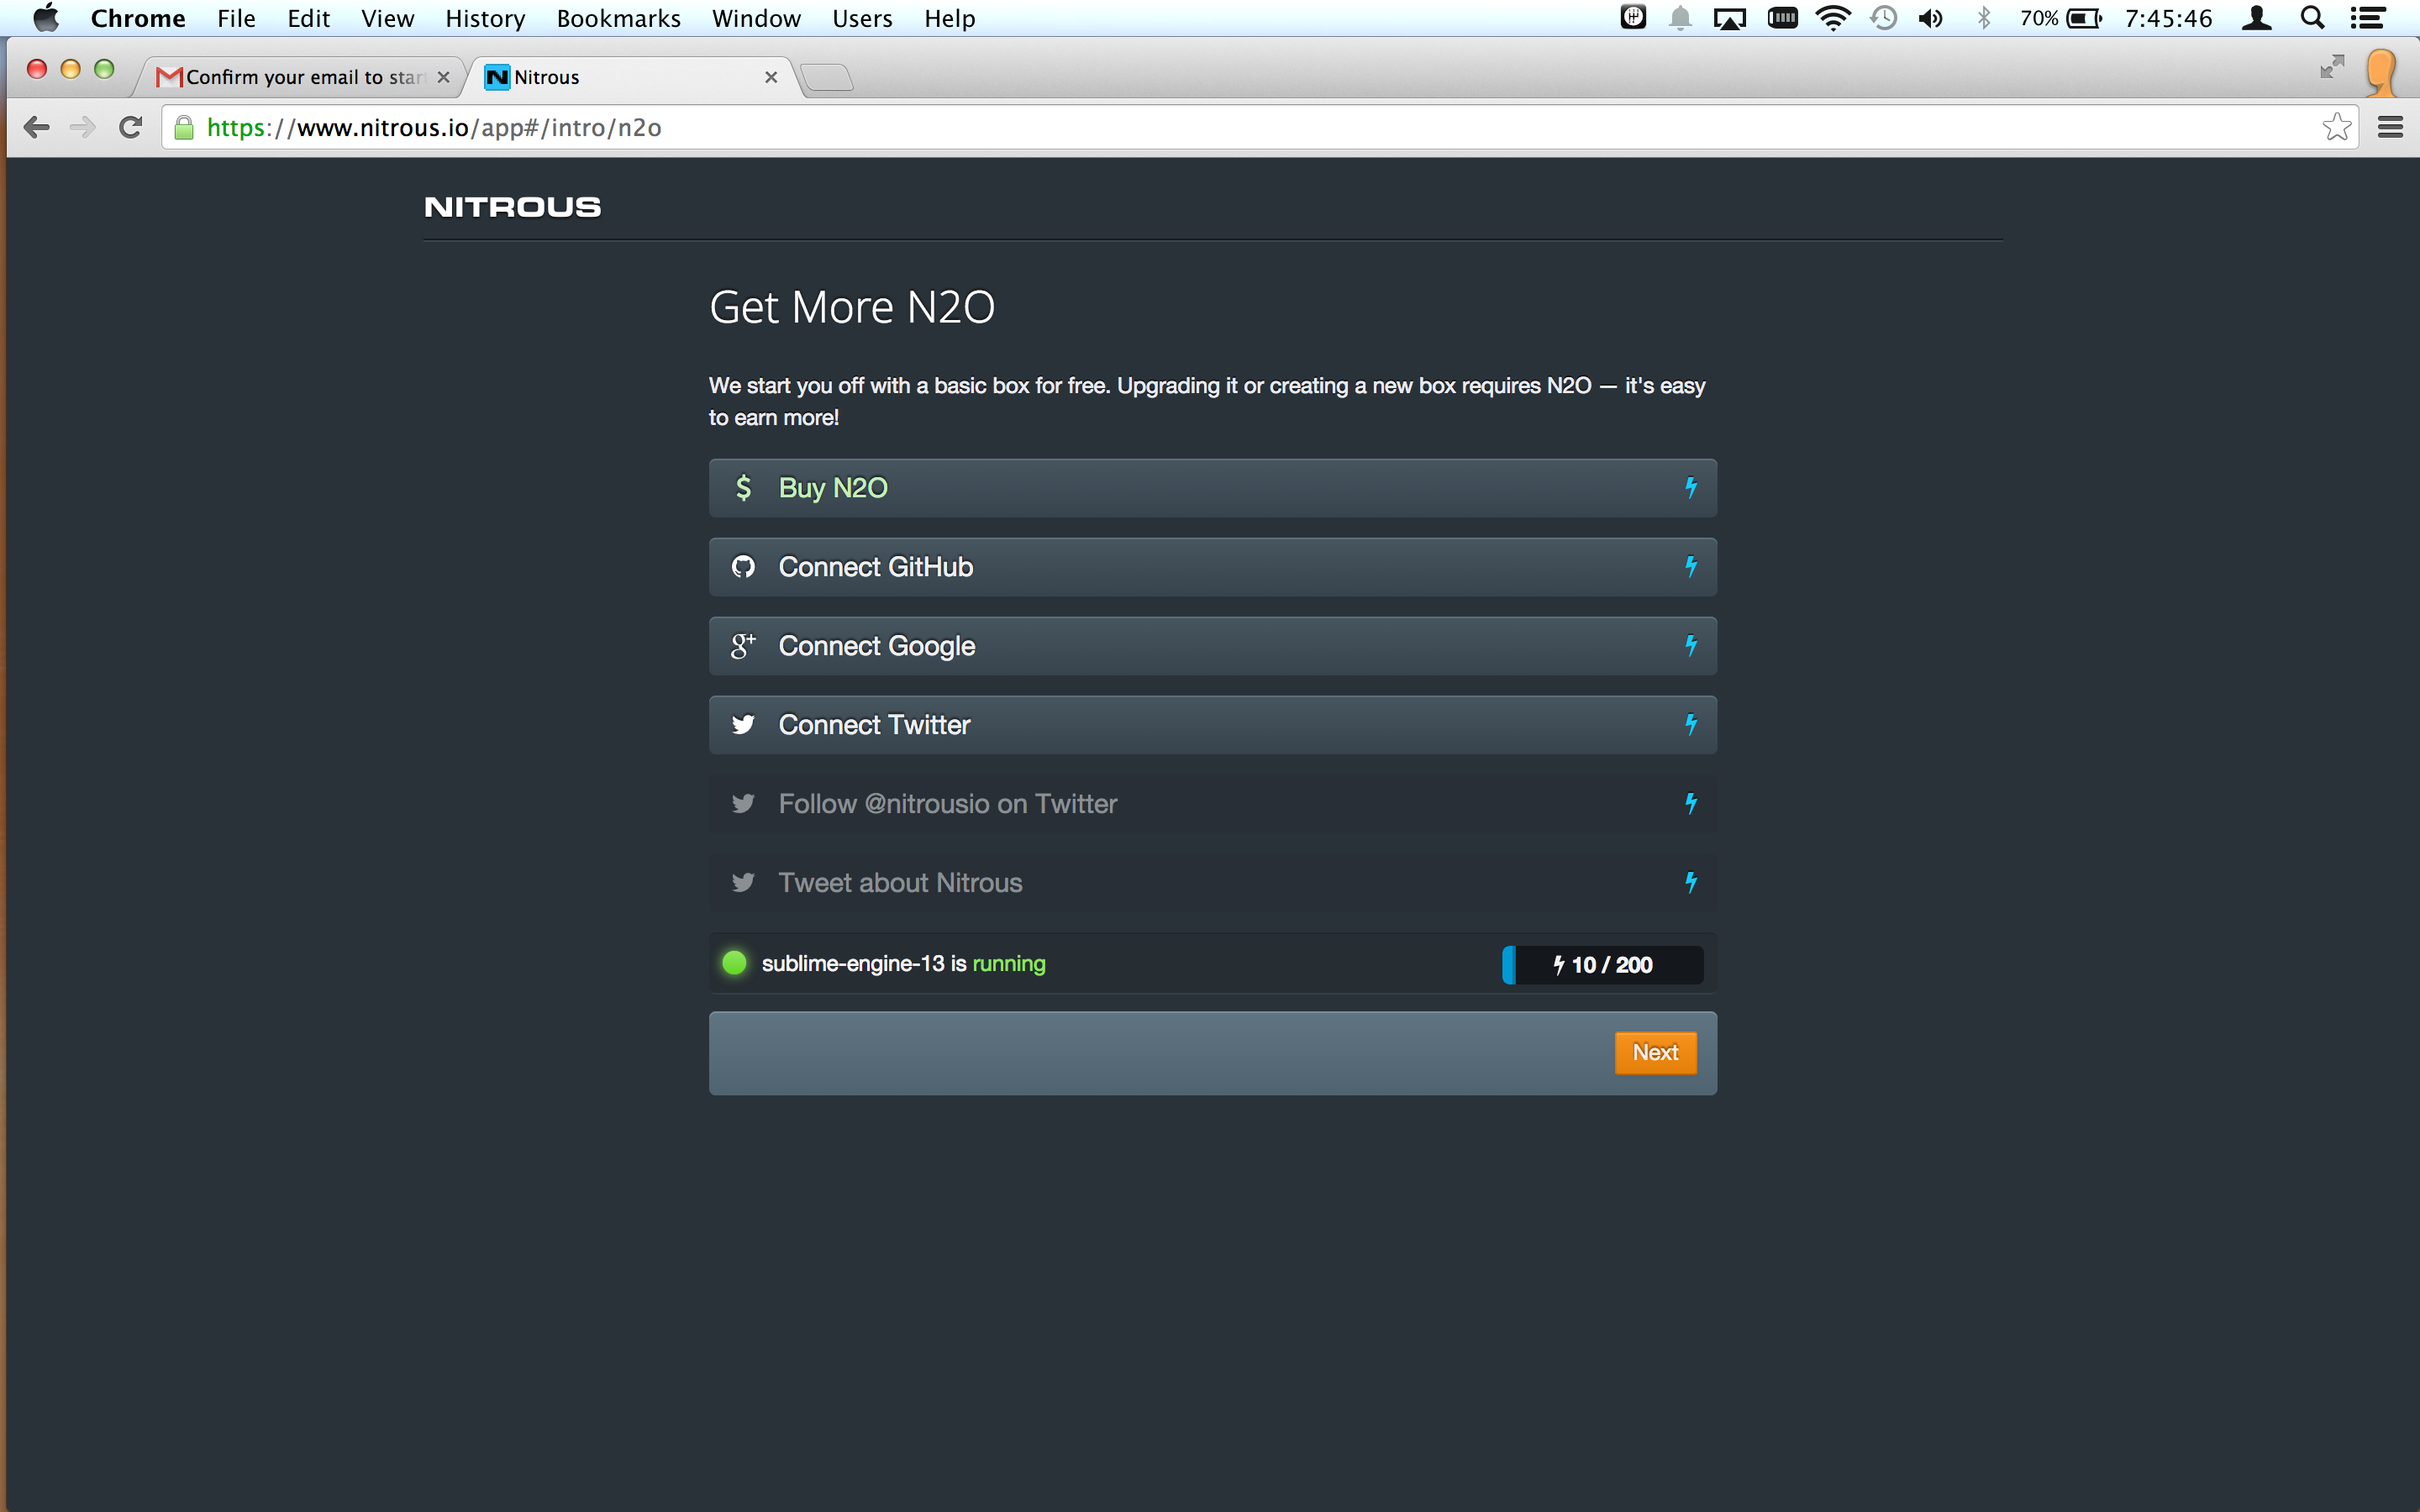 Chrome File Edit View History Bookmarks Window Users Help 70% 7:45:46
Confirm your email to star Nitrous
https://www.nitrous.io/app#/intro/n2o
NITROUS
Get More N2O
We start you off with a basic box for free. Upgrading it or creating a new box requires N2O — it's easy
to earn more!
$ Buy N2O
Connect GitHub
g+ Connect Google
Connect Twitter
Follow @nitrousio on Twitter
Tweet about Nitrous
sublime-engine-13 is running 10 / 200
Next